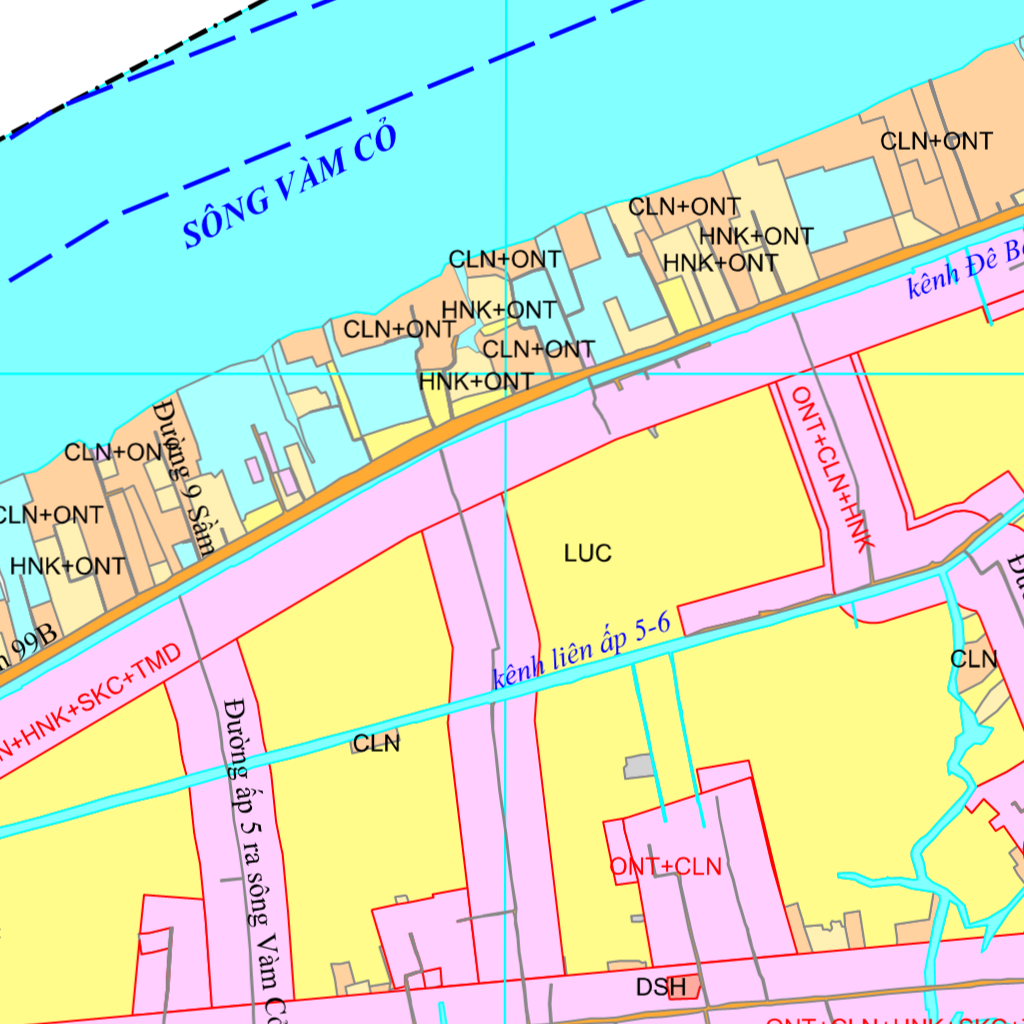 SÔNG VÀM CỎ
CLN+ONT
CLN+ONT
HNK+ONT
HNK+ONT
CLN+ONT
kênh Đê B
HNK+ONT
CLN+ONT
CLN+ONT
HNK+ONT
ONT+CLN+HNK
Đường 9 Sầm
CLN+ONT
CLN+ONT
HNK+ONT
LUC
99B
kênh liên ấp 5-6
N+HNK+SKC+TMD
CLN
CLN
Đường ấp 5 ra sông Vàm Cỏ
ONT+CLN
DSH